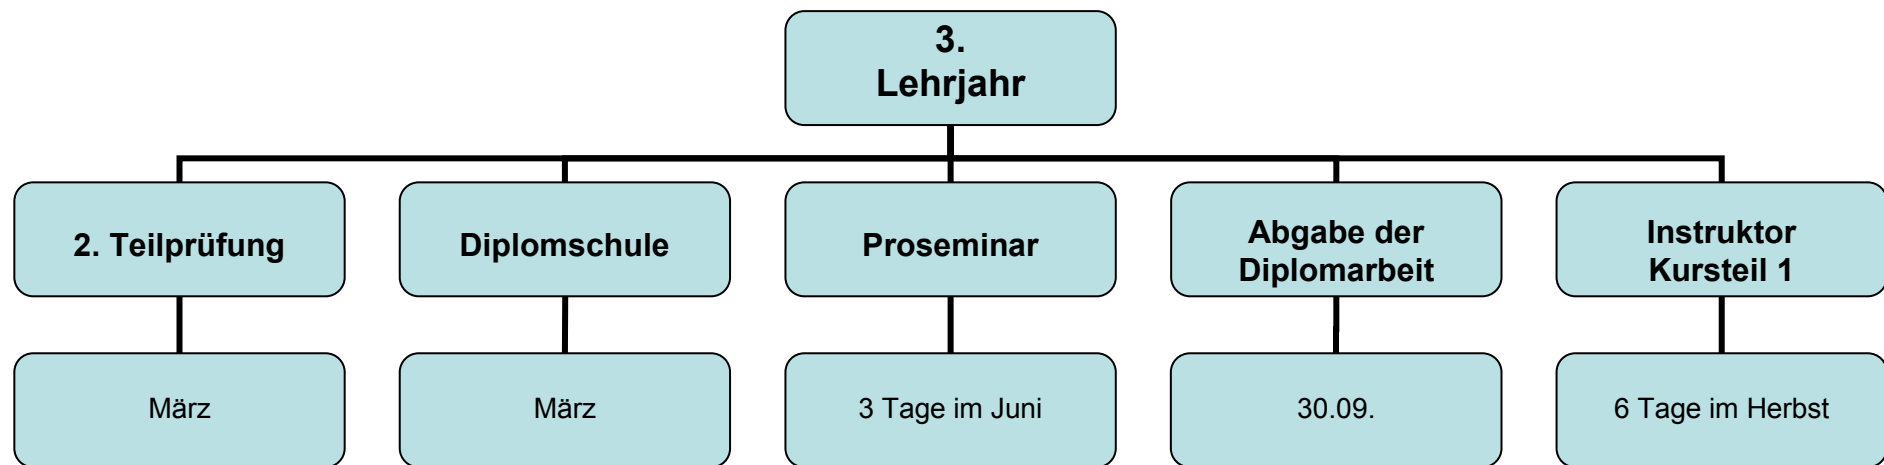 3.
Lehrjahr
2. Teilprüfung
Diplomschule
Proseminar
Abgabe der
Diplomarbeit
Instruktor
Kursteil 1
März
März
3 Tage im Juni
30.09.
6 Tage im Herbst